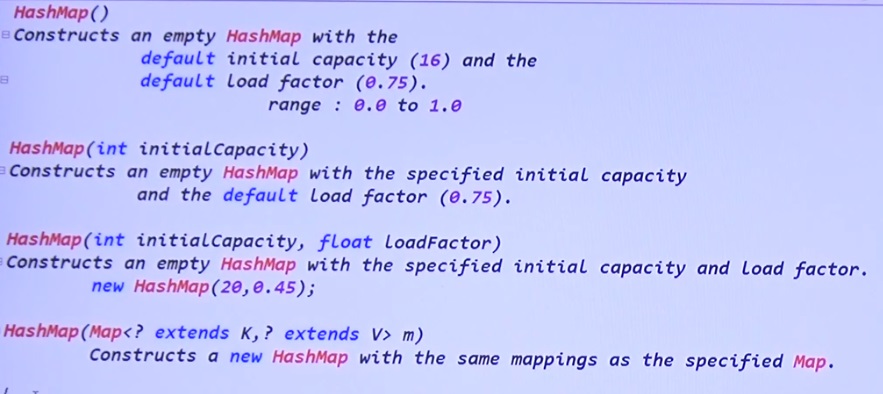 HashMap()
Constructs an empty HashMap with the
default initial capacity (16) and the
default load factor (0.75).
range : 0.0 to 1.0
HashMap(int initialCapacity)
Constructs an empty HashMap with the specified initial capacity
and the default load factor (0.75).
HashMap(int initialCapacity, float loadFactor)
Constructs an empty HashMap with the specified initial capacity and load factor.
new HashMap(20,0.45);
HashMap(Map<? extends K,? extends V> m)
Constructs a new HashMap with the same mappings as the specified Map.